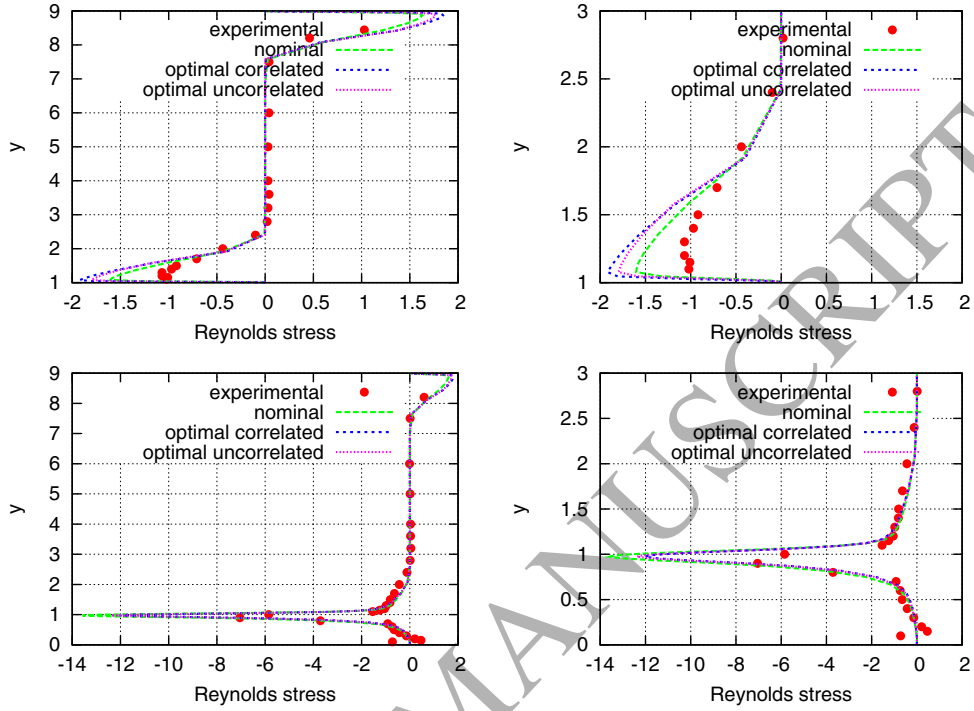 9
8
7
6
5
4
3
2
1
-2 -1.5 -1 -0.5 0 0.5 1 1.5 2
y
Reynolds stress
experimental
nominal
optimal correlated
optimal uncorrelated
3
2.5
2
1.5
1
-2 -1.5 -1 -0.5 0 0.5 1 1.5 2
y
Reynolds stress
experimental
nominal
optimal correlated
optimal uncorrelated
9
8
7
6
5
4
3
2
1
0
-14 -12 -10 -8 -6 -4 -2 0 2
y
Reynolds stress
experimental
nominal
optimal correlated
optimal uncorrelated
3
2.5
2
1.5
1
0.5
0
-14 -12 -10 -8 -6 -4 -2 0 2
y
Reynolds stress
experimental
nominal
optimal correlated
optimal uncorrelated
MANUSCRIPT